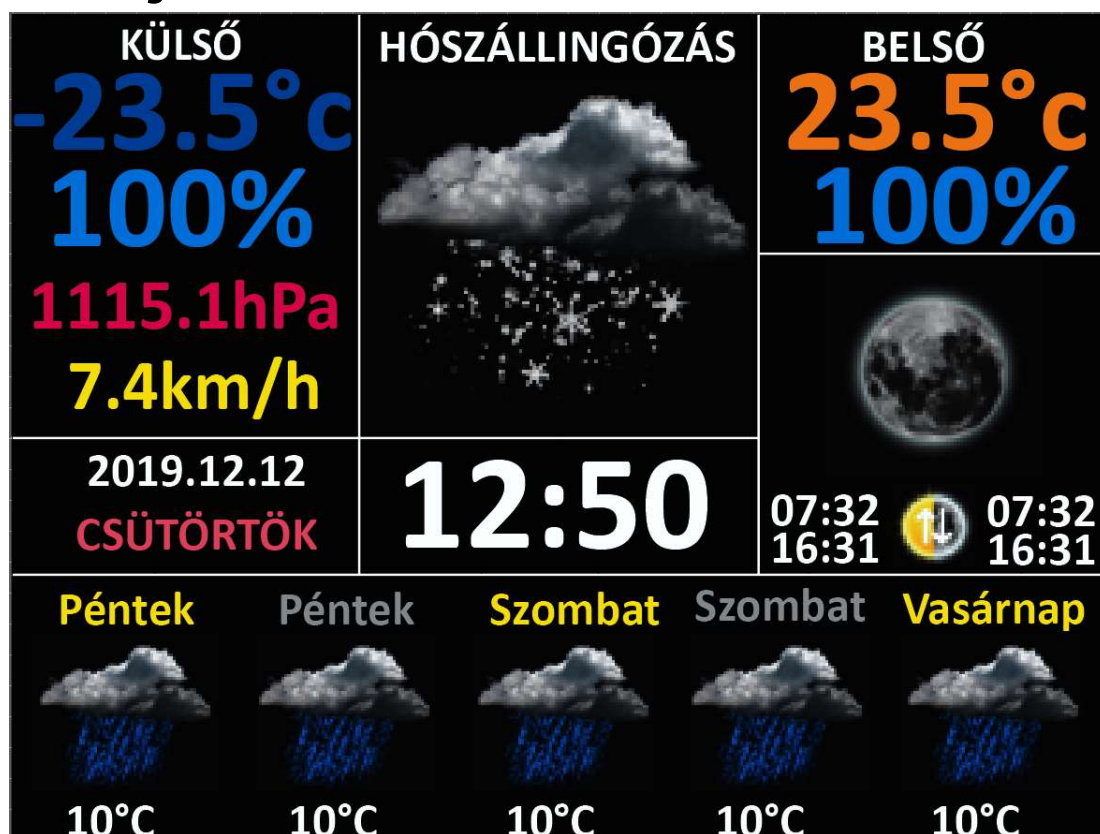 KÜLSŐ
-23.5°c
100%
1115.1hPa
7.4km/h
HÓSZÁLLINGÓZÁS
BELSŐ
23.5°c
100%
2019.12.12
CSÜTÖRTÖK
12:50
07:32 07:32
16:31 16:31
Péntek Péntek Szombat Szombat Vasárnap
10°C 10°C 10°C 10°C 10°C